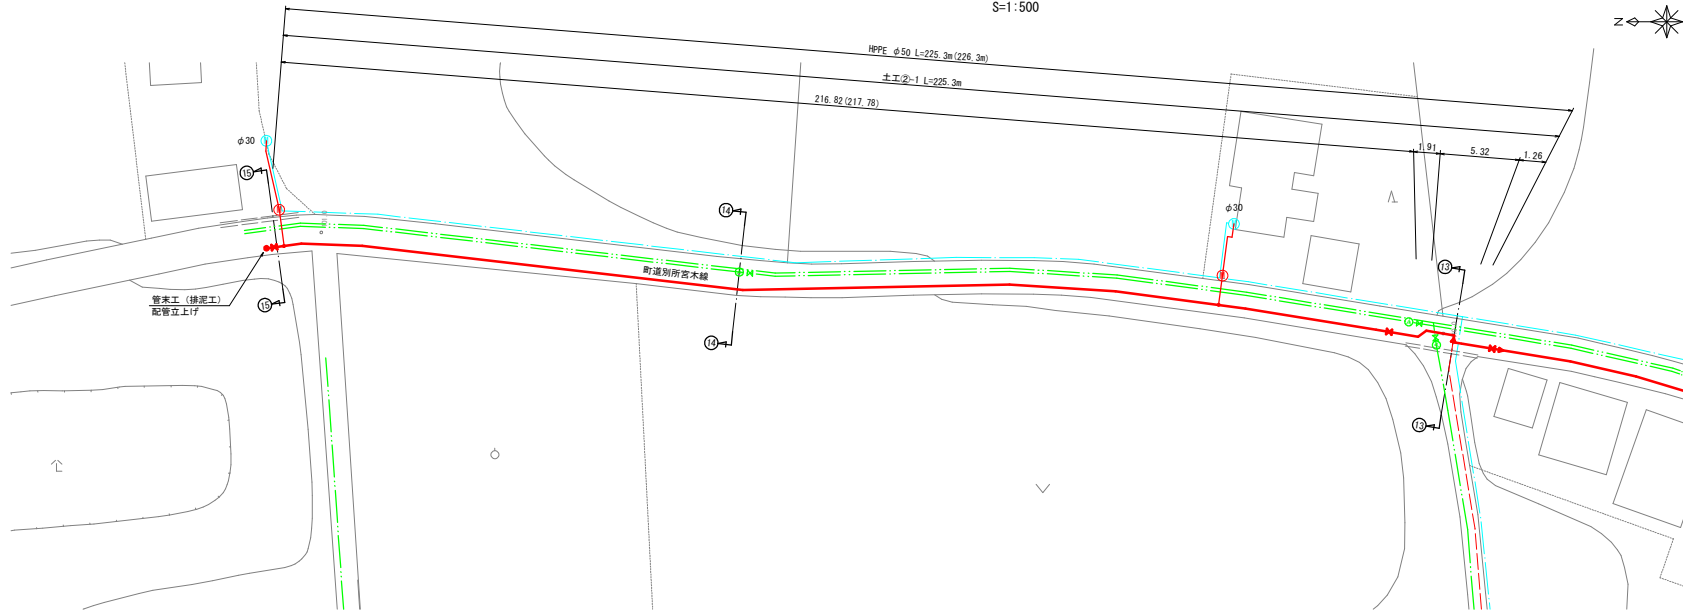 S=1:500
N
HPPE φ50 L=225.3m(226.3m)
土工②-1 L=225.3m
216.82(217.78)
1.91
5.32
1.26
φ30
15
14
φ30
13
町道別所宮木線
管末工（排泥工）
配管立上げ
15
14
13